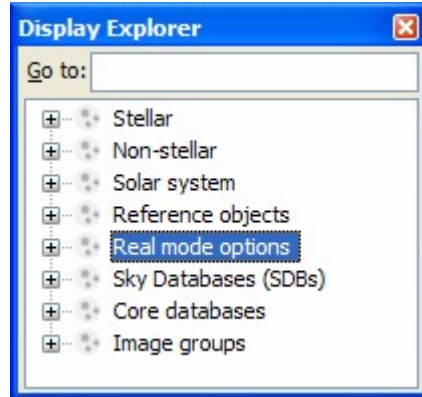 Display Explorer
Go to:
Stellar
Non-stellar
Solar system
Reference objects
Real mode options
Sky Databases (SDBs)
Core databases
Image groups